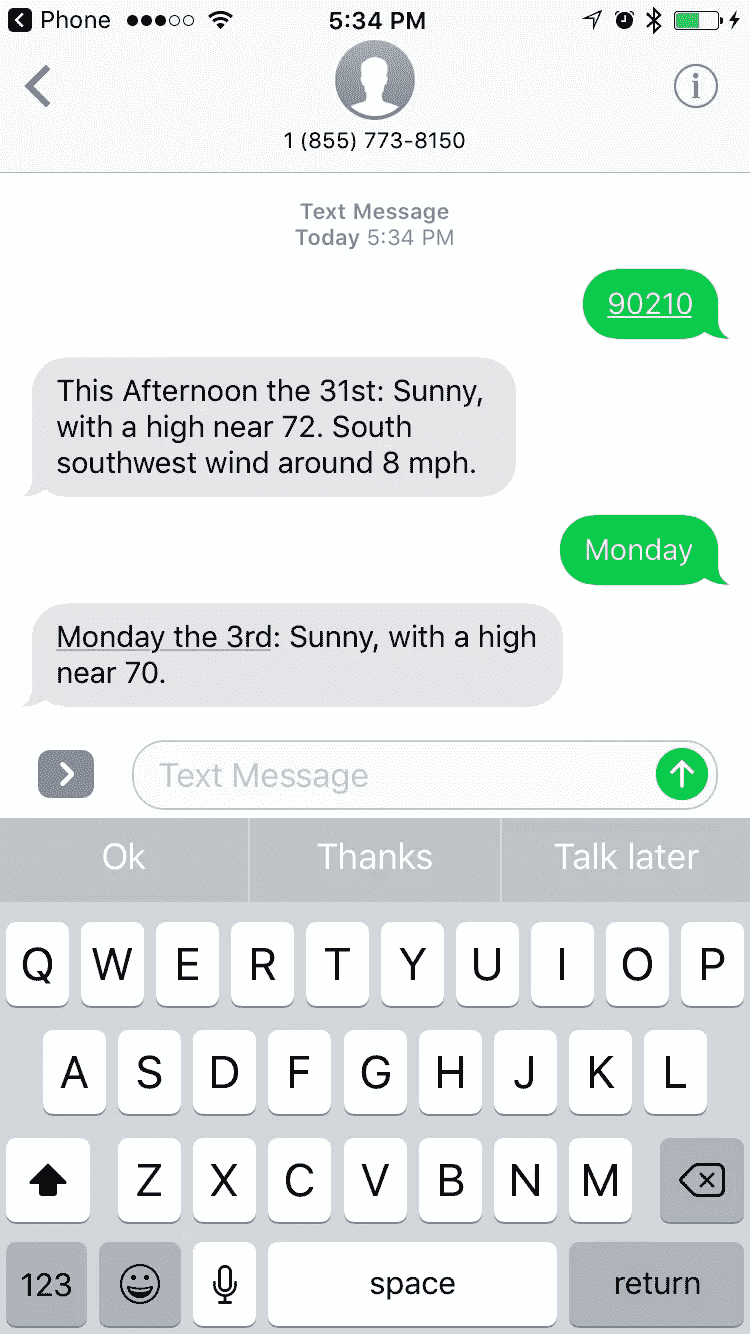 Phone 5:34 PM
1 (855) 773-8150
Text Message
Today 5:34 PM
90210
This Afternoon the 31st: Sunny,
with a high near 72. South
southwest wind around 8 mph.
Monday
Monday the 3rd: Sunny, with a high
near 70.
Text Message
Ok Thanks Talk later
Q W E R T Y U I O P
A S D F G H J K L
Z X C V B N M
123 space return